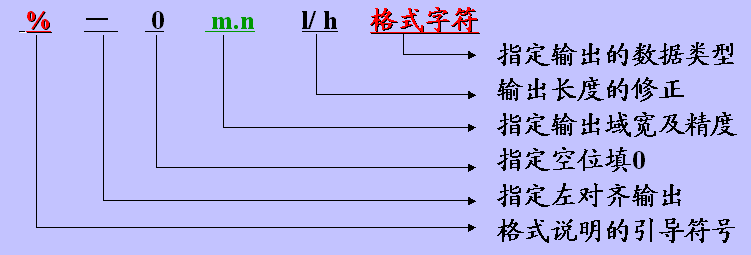 % — 0 m.n l/h 格式字符
指定输出的数据类型
输出长度的修正
指定输出域宽及精度
指定空位填0
指定左对齐输出
格式说明的引导符号